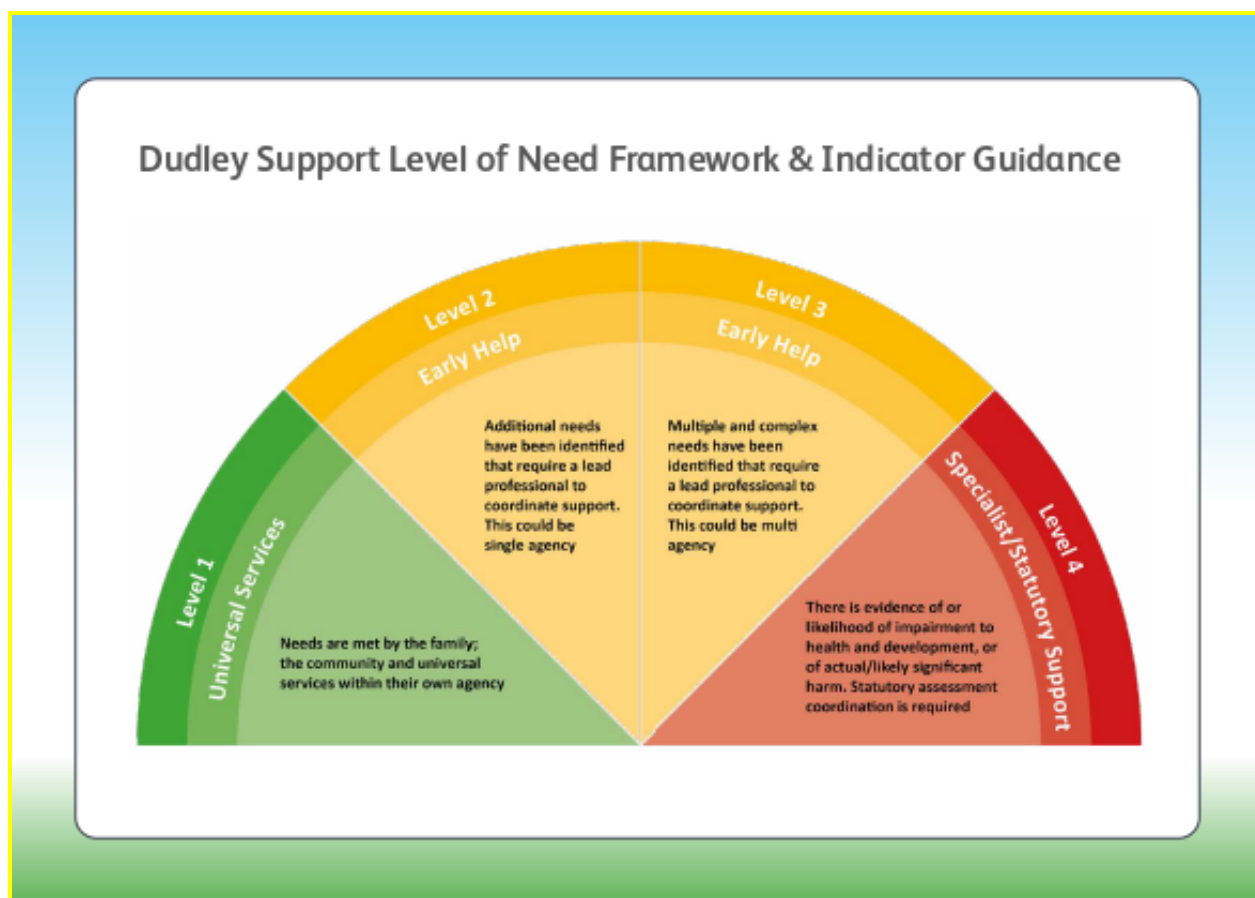 Dudley Support Level of Need Framework & Indicator Guidance
Level 1
Universal Services
Needs are met by the family;
the community and universal
services within their own agency
Level 2
Early Help
Additional needs
have been identified
that require a lead
professional to
coordinate support.
This could be
single agency
Level 3
Early Help
Multiple and complex
needs have been
identified that require
a lead professional to
coordinate support.
This could be multi
agency
Level 4
Specialist/Statutory Support
There is evidence of or
likelihood of impairment to
health and development, or
of actual/likely significant
harm. Statutory assessment
coordination is required